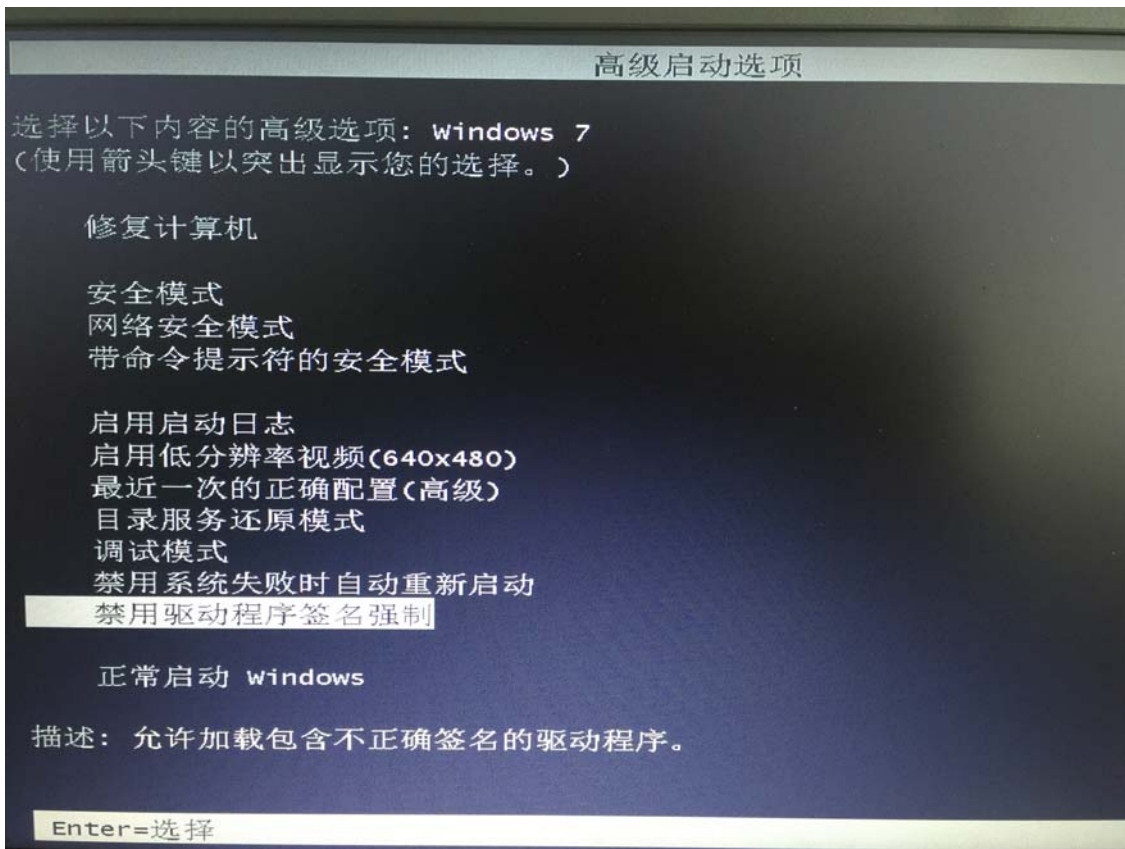 高级启动选项
选择以下内容的高级选项: Windows 7
(使用箭头键以突出显示您的选择。)
修复计算机
安全模式
网络安全模式
带命令提示符的安全模式
启用启动日志
启用低分辨率视频(640x480)
最近一次的正确配置(高级)
目录服务还原模式
调试模式
禁用系统失败时自动重新启动
禁用驱动程序签名强制
正常启动 Windows
描述: 允许加载包含不正确签名的驱动程序。
Enter=选择